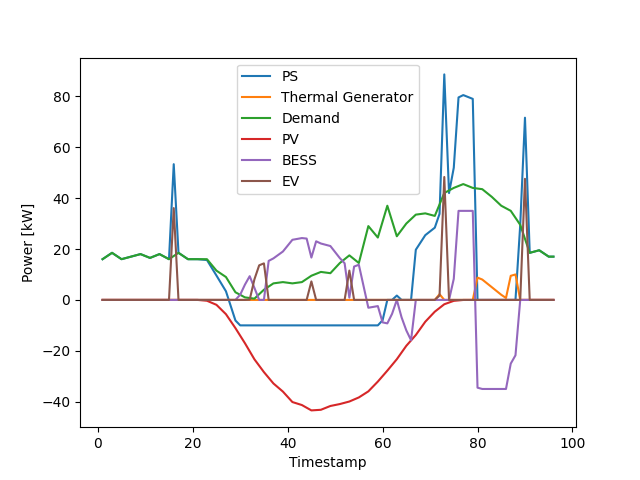 PS
Thermal Generator
Demand
PV
BESS
EV
Power [kW]
80
60
40
20
0
−20
−40
0 20 40 60 80 100
Timestamp